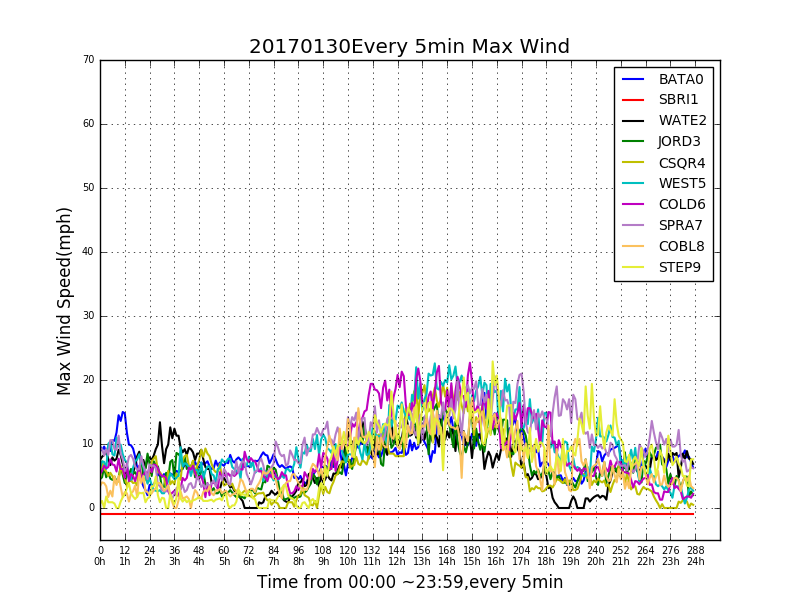 20170130Every 5min Max Wind
Max Wind Speed(mph)
70
60
50
40
30
20
10
0
BATA0
SBRI1
WATE2
JORD3
CSQR4
WEST5
COLD6
SPRA7
COBL8
STEP9
0 12 24 36 48 60 72 84 96 108 120 132 144 156 168 180 192 204 216 228 240 252 264 276 288
0h 1h 2h 3h 4h 5h 6h 7h 8h 9h 10h 11h 12h 13h 14h 15h 16h 17h 18h 19h 20h 21h 22h 23h 24h
Time from 00:00 ~23:59,every 5min